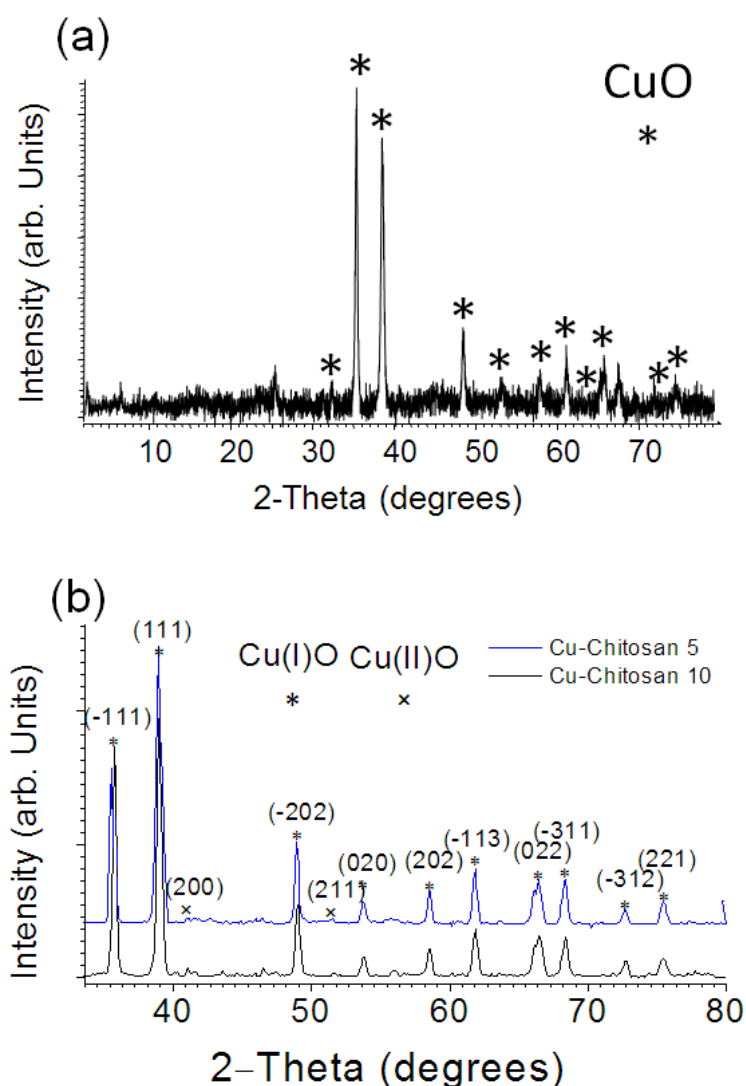 (a)
*
*
CuO
*
*
*
*
*
*
*
*
*
*
Intensity (arb. Units)
10 20 30 40 50 60 70
2-Theta (degrees)
(b)
(111)
Cu(I)O Cu(II)O
* ×
Cu-Chitosan 5
Cu-Chitosan 10
(-111)
(-202)
(200)
(211)
(020)
(202)
(-113)
(022)
(-311)
(-312)
(221)
Intensity (arb. Units)
40 50 60 70 80
2-Theta (degrees)